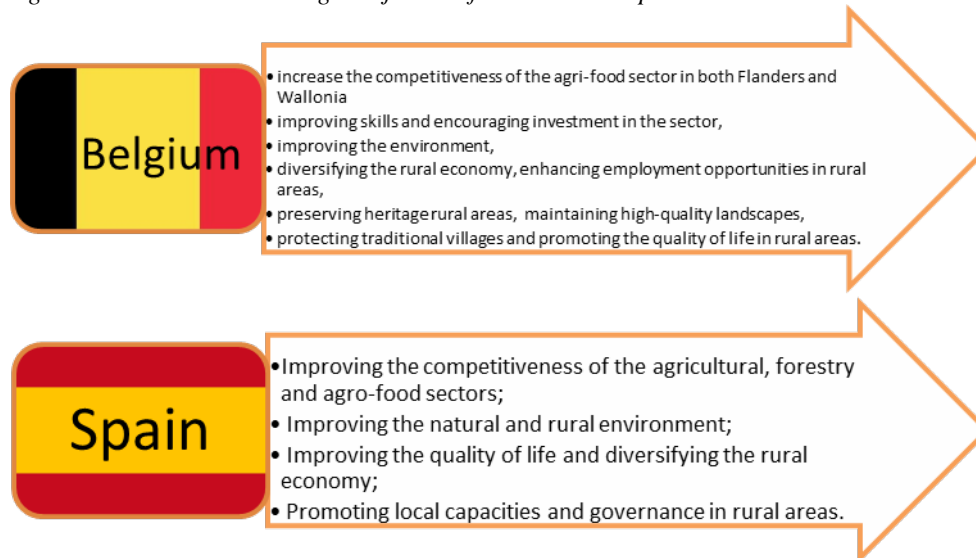 Belgium
• increase the competitiveness of the agri-food sector in both Flanders and
Wallonia
• improving skills and encouraging investment in the sector,
• improving the environment,
• diversifying the rural economy, enhancing employment opportunities in rural
areas,
• preserving heritage rural areas, maintaining high-quality landscapes,
• protecting traditional villages and promoting the quality of life in rural areas.
Spain
•Improving the competitiveness of the agricultural, forestry
and agro-food sectors;
• Improving the natural and rural environment;
• Improving the quality of life and diversifying the rural
economy;
• Promoting local capacities and governance in rural areas.